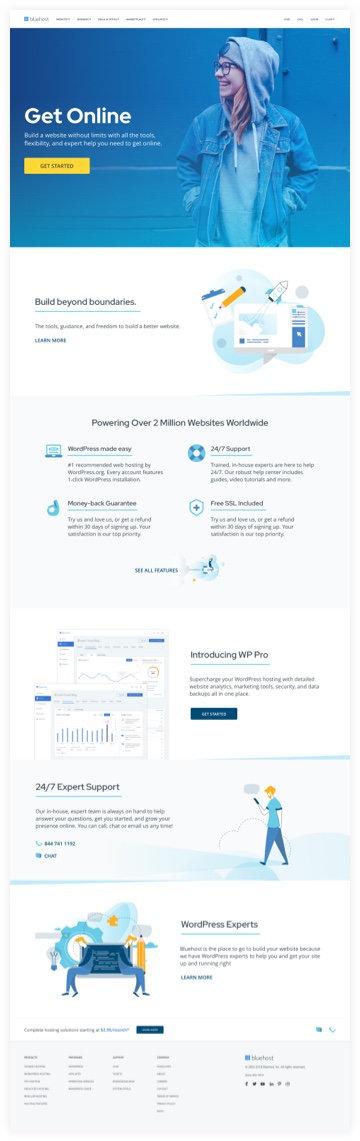 bluehost
Get Online
Build a website without limits with all the tools,
flexibility, and expert help you need to get online.
GET STARTED
Build beyond boundaries.
The tools, guidance, and freedom to build a better website.
LEARN MORE
Powering Over 2 Million Websites Worldwide
WordPress made easy
#1 recommended web hosting by
WordPress.org. Every account features
1-click WordPress installation.
24/7 Support
Trained, in-house experts are here to help
24/7. Our robust help center includes
guides, video tutorials and more.
Money-back Guarantee
Try us and love us, or get a refund
within 30 days of signing up. Your
satisfaction is our top priority.
Free SSL Included
Try us and love us, or get a refund
within 30 days of signing up. Your
satisfaction is our top priority.
SEE ALL FEATURES
Introducing WP Pro
Supercharge your WordPress hosting with detailed
website analytics, marketing tools, security, and data
backups all in one place.
GET STARTED
24/7 Expert Support
Our in-house, expert team is always on hand to help
answer your questions, get you started, and grow your
presence online. You can call, chat or email us any time!
844 741 1192
CHAT
WordPress Experts
Bluehost is the place to go to build your website because
we have WordPress experts to help you and get your site
up and running right
LEARN MORE
Complete hosting solutions starting at $2.95/month*
PRODUCTS
PROGRAMS
SUPPORT
COMPANY
bluehost